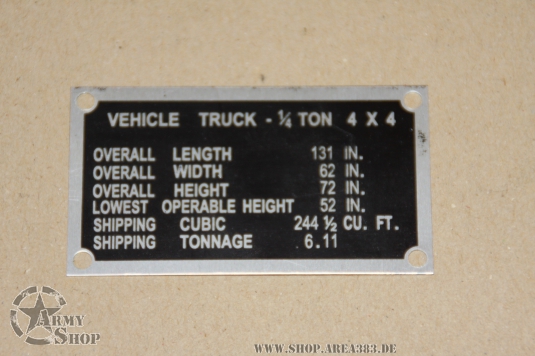 VEHICLE TRUCK - ¼ TON 4 X 4
OVERALL LENGTH 131 IN.
OVERALL WIDTH 62 IN.
OVERALL HEIGHT 72 IN.
LOWEST OPERABLE HEIGHT 52 IN.
SHIPPING CUBIC 244 ½ CU. FT.
SHIPPING TONNAGE 6.11
ARMY
SHOP
WWW.SHOP.AREA383.DE